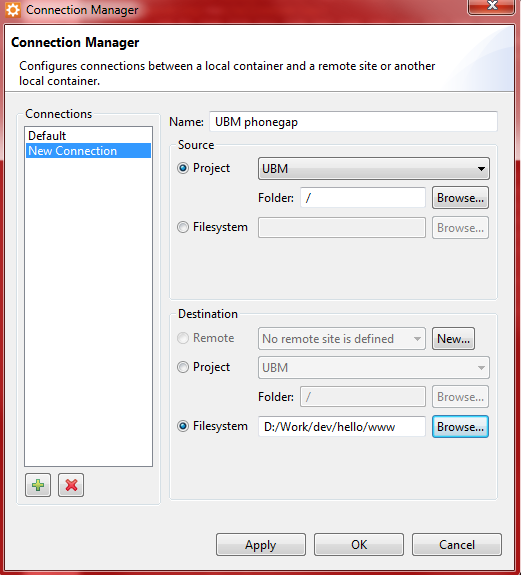 Connection Manager
Connection Manager
Configures connections between a local container and a remote site or another
local container.
Connections
Default
New Connection
Name: UBM phonegap
Source
Project UBM
Folder: / Browse...
Filesystem Browse...
Destination
Remote No remote site is defined New...
Project UBM
Folder: / Browse...
Filesystem D:/Work/dev/hello/www Browse...
Apply OK Cancel